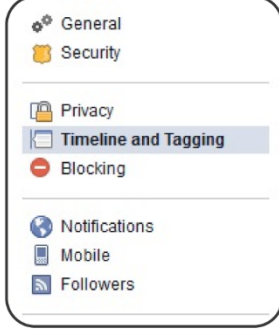 General
Security
Privacy
Timeline and Tagging
Blocking
Notifications
Mobile
Followers